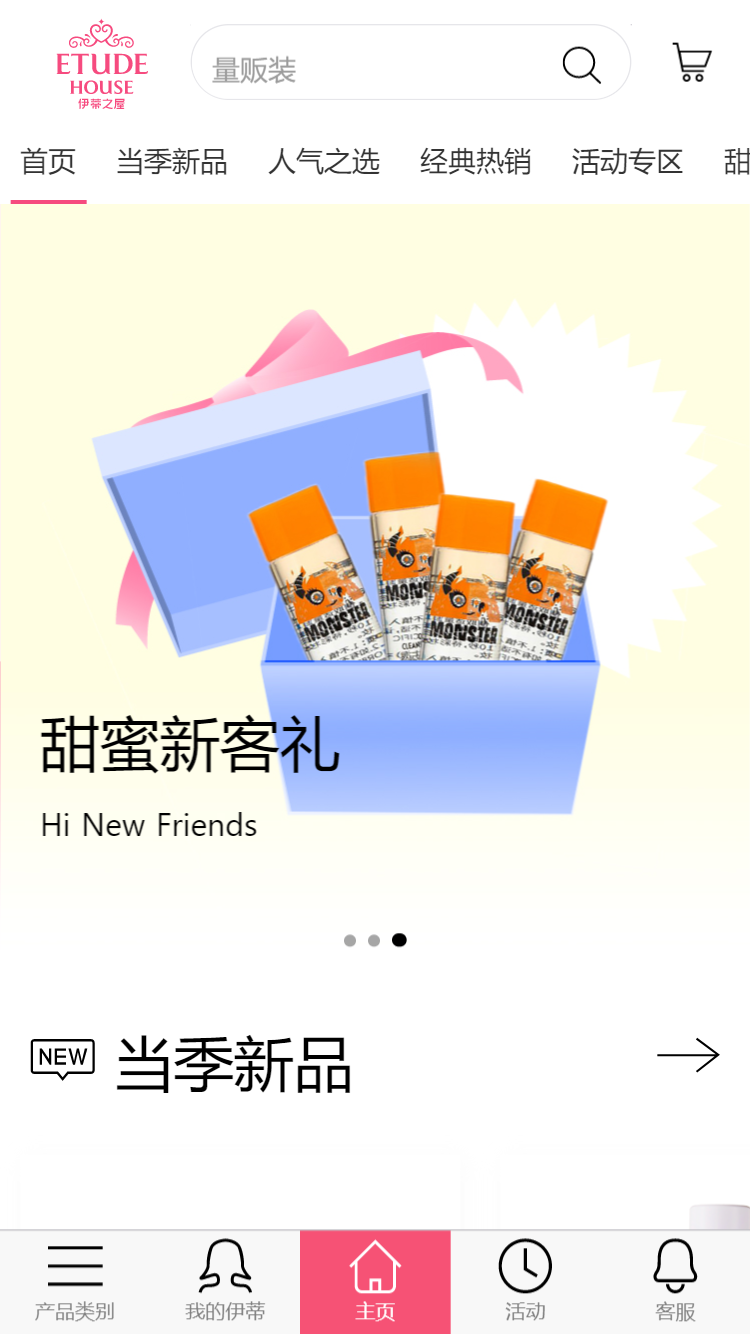 ETUDE
HOUSE
伊蒂之屋
量贩装
首页
当季新品
人气之选
经典热销
活动专区
甜
MONSTER
MONSTER
MONSTER
甜蜜新客礼
Hi New Friends
NEW
当季新品
产品类别
我的伊蒂
主页
活动
客服